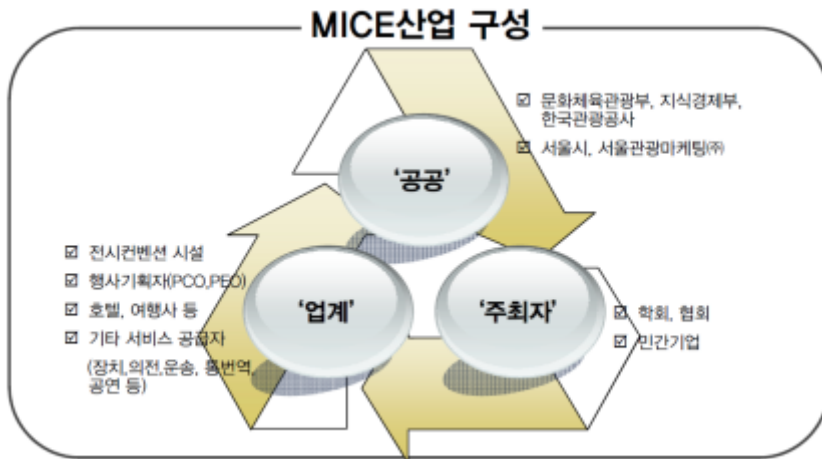 MICE산업 구성
☑ 문화체육관광부, 지식경제부,
한국관광공사
☑ 서울시, 서울관광마케팅㈜
'공공'
☑ 전시컨벤션 시설
☑ 행사기획자(PCO,PEO)
☑ 호텔, 여행사 등
☑ 기타 서비스 공급자
(장치,의전,운송, 통번역,
공연 등)
'업계'
'주최자'
☑ 학회, 협회
☑ 민간기업